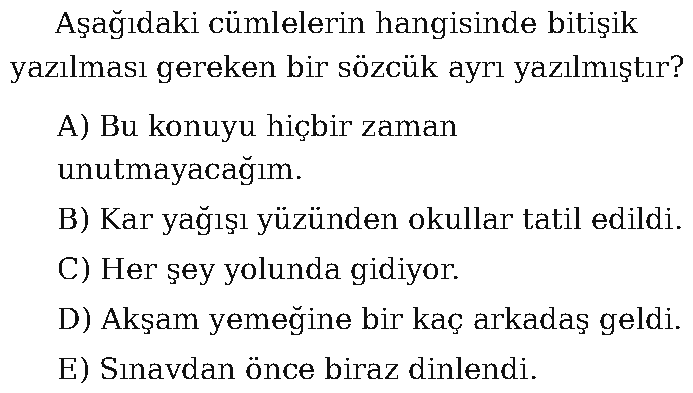 Aşağıdaki cümlelerin hangisinde bitişik
yazılması gereken bir sözcük ayrı yazılmıştır?
A) Bu konuyu hiçbir zaman
unutmayacağım.
B) Kar yağışı yüzünden okullar tatil edildi.
C) Her şey yolunda gidiyor.
D) Akşam yemeğine bir kaç arkadaş geldi.
E) Sınavdan önce biraz dinlendi.